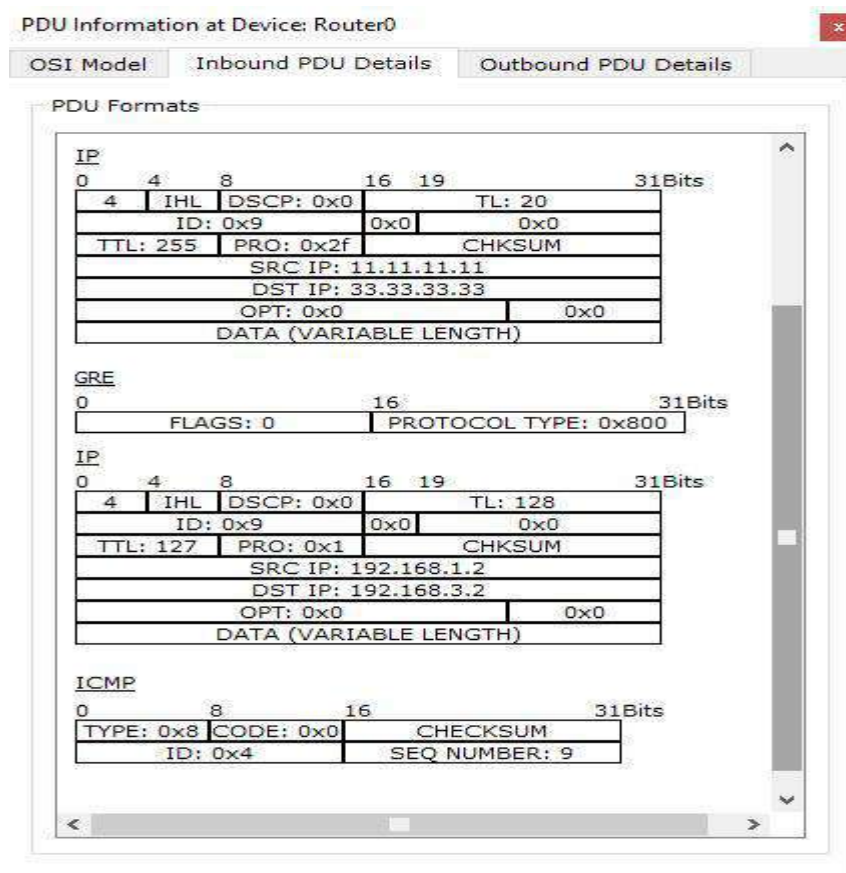 PDU Information at Device: Router0
x
OSI Model Inbound PDU Details Outbound PDU Details
PDU Formats
IP
0 4 8 16 19 31Bits
4 IHL DSCP: 0x0 TL: 20
ID: 0x9 0x0 0x0
TTL: 255 PRO: 0x2f CHKSUM
SRC IP: 11.11.11.11
DST IP: 33.33.33.33
OPT: 0x0 0x0
DATA (VARIABLE LENGTH)
GRE
0 16 31Bits
FLAGS: 0 PROTOCOL TYPE: 0x800
IP
0 4 8 16 19 31Bits
4 IHL DSCP: 0x0 TL: 128
ID: 0x9 0x0 0x0
TTL: 127 PRO: 0x1 CHKSUM
SRC IP: 192.168.1.2
DST IP: 192.168.3.2
OPT: 0x0 0x0
DATA (VARIABLE LENGTH)
ICMP
0 8 16 31Bits
TYPE: 0x8 CODE: 0x0 CHECKSUM
ID: 0x4 SEQ NUMBER: 9